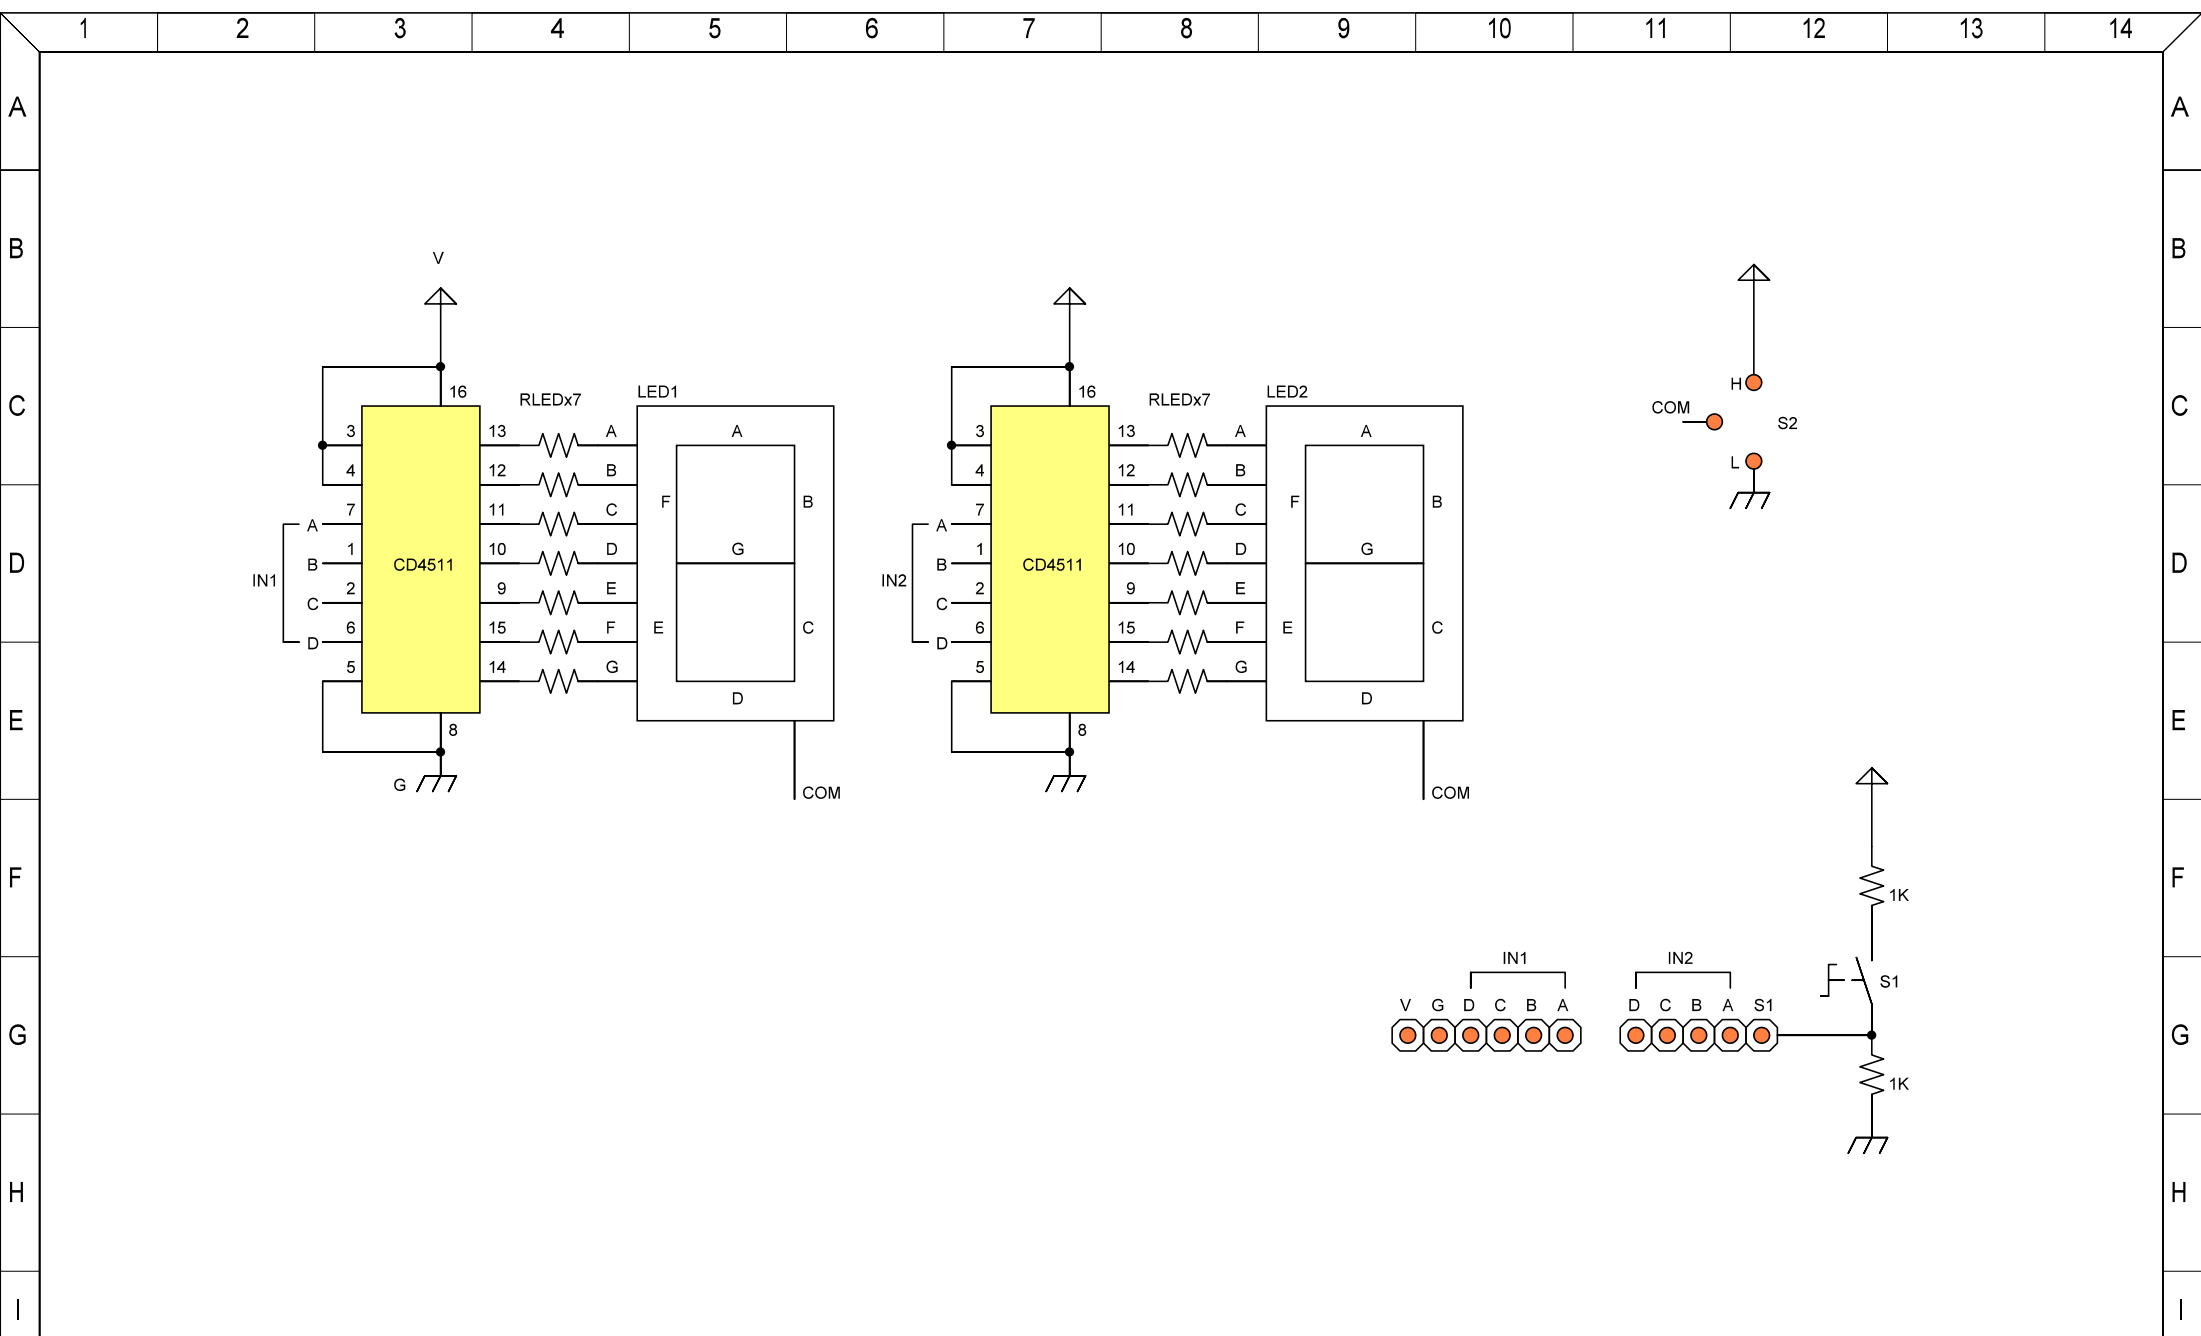 1 2 3 4 5 6 7 8 9 10 11 12 13 14
A A
B B
V
C C
16 RLEDx7 LED1 16 RLEDx7 LED2
H
COM S2
L
3 13 A A 3 13 A A
4 12 B 4 12 B
D D
7 11 C F B 7 11 C F B
A A
1 10 D G 1 10 D G
B CD4511 B CD4511
IN1 IN2
2 9 E 2 9 E
C C
6 15 F E C 6 15 F E C
D D
5 14 G 5 14 G
D D
E E
8 8
G COM COM
F F
1K
IN1 IN2
S1
V G D C B A D C B A S1
G G
1K
H H
I I